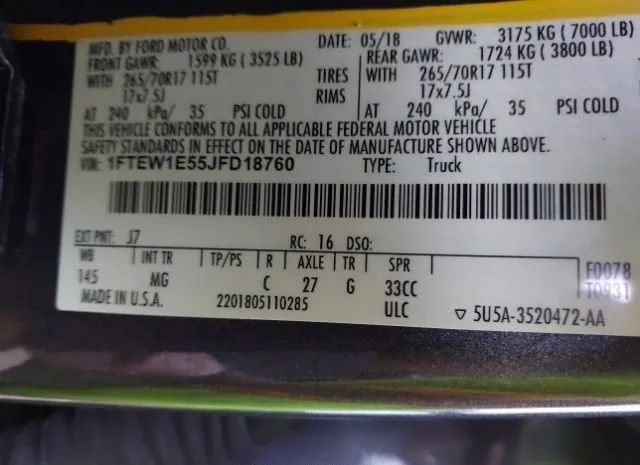 MFD. BY FORD MOTOR CO. DATE: 05/18 GVWR: 3175 KG ( 7000 LB)
FRONT GAWR: 1599 KG ( 3525 LB) REAR GAWR: 1724 KG ( 3800 LB)
WITH 265/70R17 115T TIRES WITH 265/70R17 115T
17x7.5J RIMS 17x7.5J
AT 240 kPa/ 35 PSI COLD AT 240 kPa/ 35 PSI COLD
THIS VEHICLE CONFORMS TO ALL APPLICABLE FEDERAL MOTOR VEHICLE
SAFETY STANDARDS IN EFFECT ON THE DATE OF MANUFACTURE SHOWN ABOVE.
VIN: 1FTEW1E55JFD18760 TYPE: Truck
EXT PNT: J7 RC: 16 DSO:
WB INT TR TP/PS R AXLE TR SPR F0078
145 MG C 27 G 33CC T0931
MADE IN U.S.A. 2201805110285 ULC ▽ 5U5A-3520472-AA